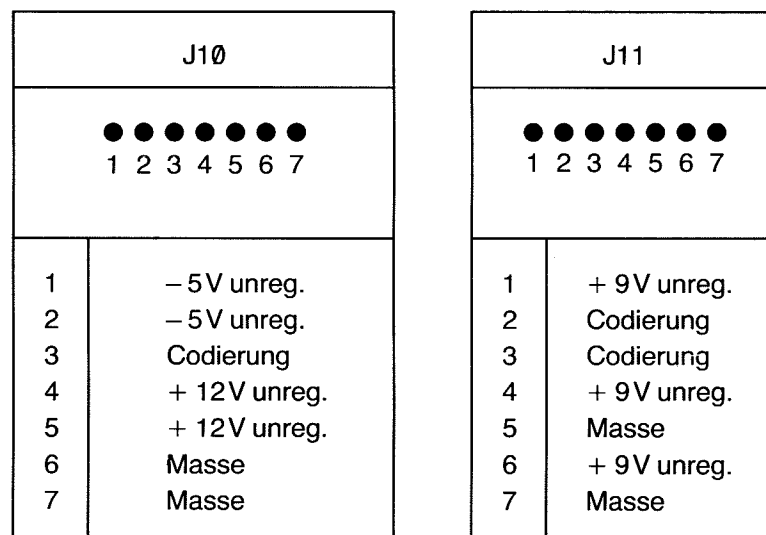 J10
1 2 3 4 5 6 7
1 − 5V unreg.
2 − 5V unreg.
3 Codierung
4 + 12V unreg.
5 + 12V unreg.
6 Masse
7 Masse
J11
1 2 3 4 5 6 7
1 + 9V unreg.
2 Codierung
3 Codierung
4 + 9V unreg.
5 Masse
6 + 9V unreg.
7 Masse